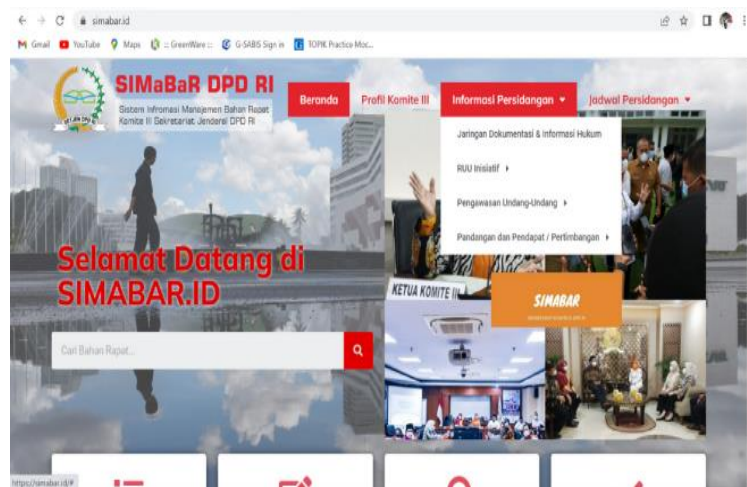 simabar.id
Gmail
YouTube
Maps
:: GreenWare ::
G-SABIS Sign in
TOPIK Practice Moc...
SIMaBaR DPD RI
Sistem Infromasi Manajemen Bahan Rapat
Komite III Sekretariat Jenderal DPD RI
Beranda
Profil Komite III
Informasi Persidangan
Jadwal Persidangan
Jaringan Dokumentasi & Informasi Hukum
RUU Inisiatif
Pengawasan Undang-Undang
Pandangan dan Pendapat / Pertimbangan
Selamat Datang di
SIMABAR.ID
KETUA KOMITE III
SIMABAR
Cari Bahan Rapat...
https://simabar.id/#